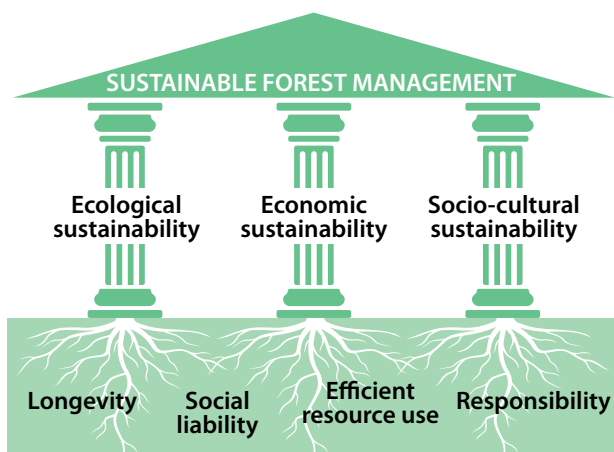 SUSTAINABLE FOREST MANAGEMENT
Ecological
sustainability
Economic
sustainability
Socio-cultural
sustainability
Longevity
Social
liability
Efficient
resource use
Responsibility